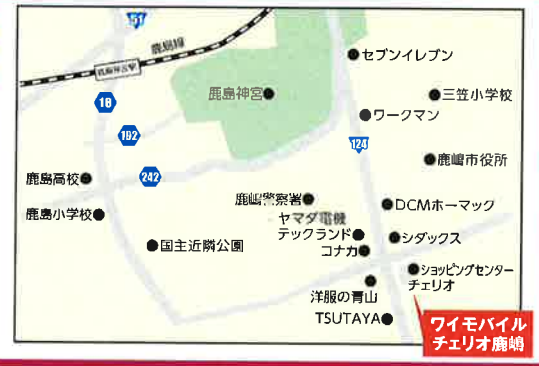 51
鹿島線
セブンイレブン
鹿島神宮駅
鹿島神宮
三笠小学校
18
ワークマン
192
124
鹿嶋市役所
242
鹿島高校
鹿嶋警察署
DCMホーマック
鹿島小学校
ヤマダ電機
テックランド
シダックス
国主近隣公園
コナカ
ショッピングセンター
チェリオ
洋服の青山
TSUTAYA
ワイモバイル
チェリオ鹿嶋